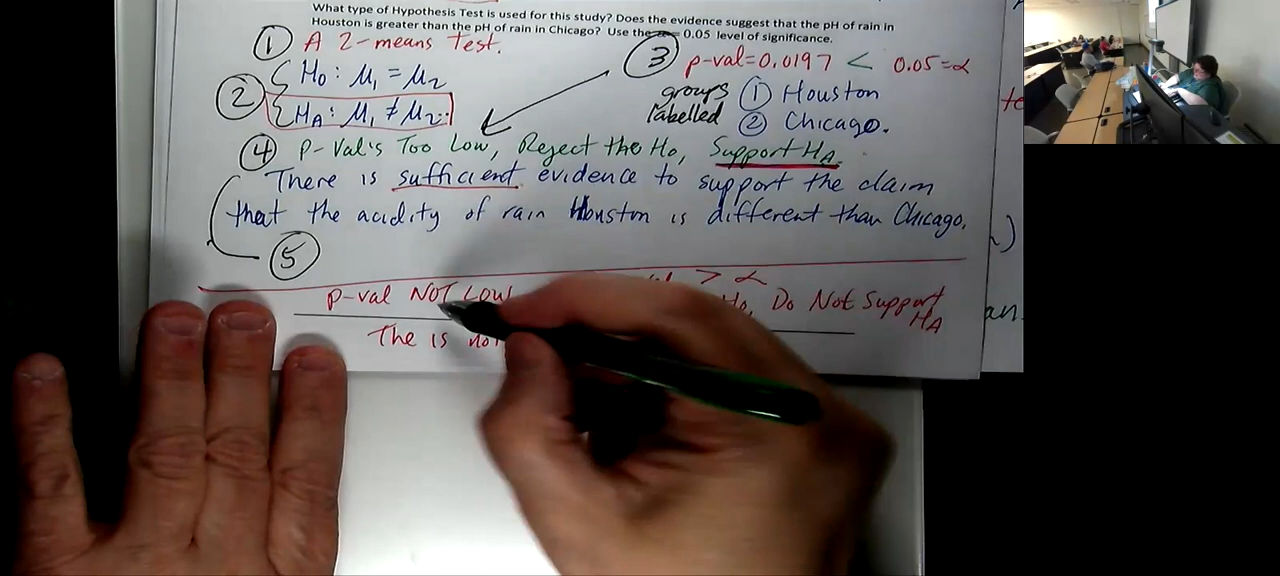 What type of Hypothesis Test is used for this study? Does the evidence suggest that the pH of rain in
Houston is greater than the pH of rain in Chicago? Use the = 0.05 level of significance.
① A 2-means Test.
② { H₀: μ₁ = μ₂
{ HA: μ₁ ≠ μ₂
③ p-val=0.0197 < 0.05=α
groups labelled ① Houston
② Chicago.
④ P-Val's Too Low, Reject the Ho, Support HA.
There is sufficient evidence to support the claim
that the acidity of rain Houston is different than Chicago.
⑤
> α
p-val NOT Low Ho, Do Not Support HA
The is not